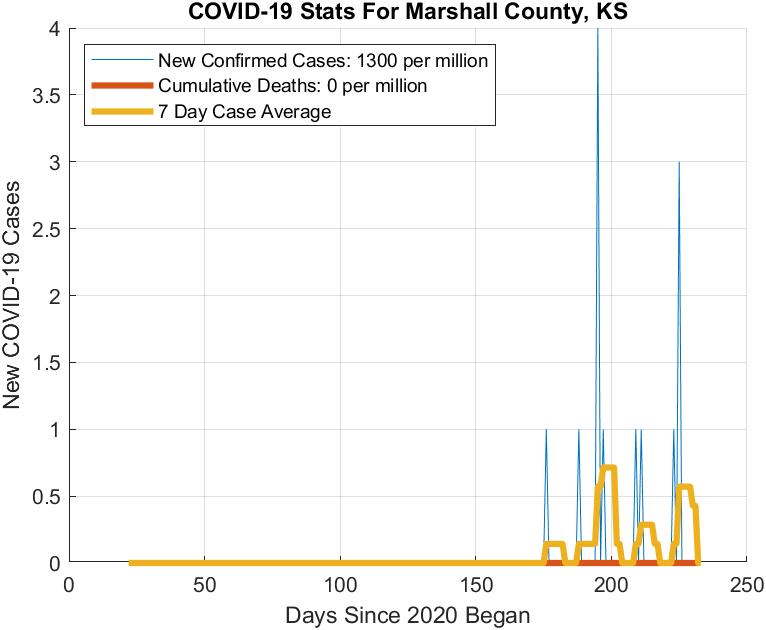 COVID-19 Stats For Marshall County, KS
New Confirmed Cases: 1300 per million
Cumulative Deaths: 0 per million
7 Day Case Average
New COVID-19 Cases
4
3.5
3
2.5
2
1.5
1
0.5
0
0 50 100 150 200 250
Days Since 2020 Began